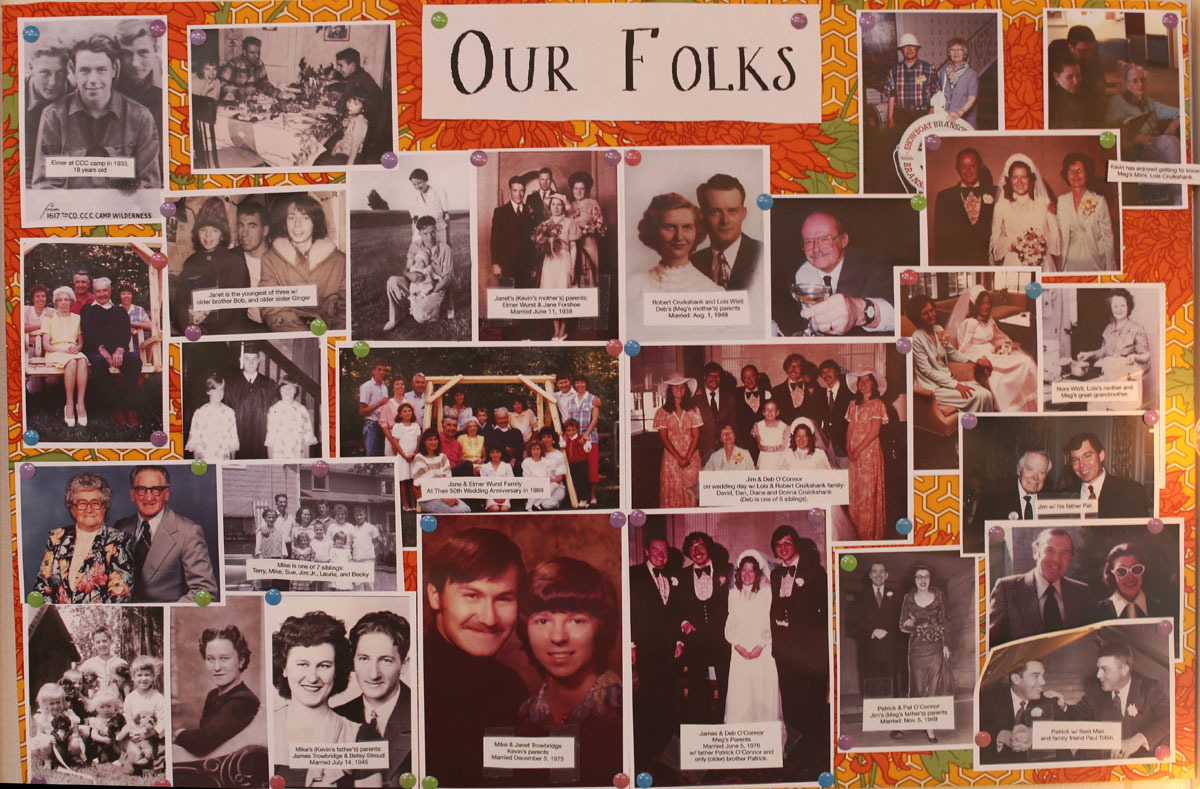 OUR FOLKS
Elmer at CCC camp in 1933,
18 years old
1617TH CO. C.C.C. CAMP WILDERNESS
SHOWBOAT BRANSON
Kevin has enjoyed getting to know
Meg's Mimi, Lois Cruikshank.
Janet is the youngest of three w/
older brother Bob, and older sister Ginger
Janet's (Kevin's mother's) parents:
Elmer Wurst & Jane Forshee
Married June 11, 1938
Robert Cruikshank and Lois Wisti
Deb's (Meg's mother's) parents
Married: Aug. 1, 1949
Nora Wisti, Lois's mother and
Meg's great-grandmother.
Jane & Elmer Wurst Family
At Their 50th Wedding Anniversary in 1988
Jim & Deb O'Connor
on wedding day w/ Lois & Robert Cruikshank family:
David, Dan, Diane and Donna Cruickshank
(Deb is one of 5 siblings).
Jim w/ his father Pat.
Mike is one of 7 siblings:
Terry, Mike, Sue, Jim Jr., Laurie, and Becky
Mike's (Kevin's father's) parents:
James Trowbridge & Betsy Stroud
Married July 14, 1945
Mike & Janet Trowbridge
Kevin's parents
Married December 5, 1975
James & Deb O'Connor
Meg's Parents
Married June 5, 1976
w/ father Patrick O'Connor and
only (older) brother Patrick.
Patrick & Pat O'Connor
Jim's (Meg's father's) parents
Married: Nov. 5, 1949
Patrick w/ Best Man
and family friend Paul Tobin.